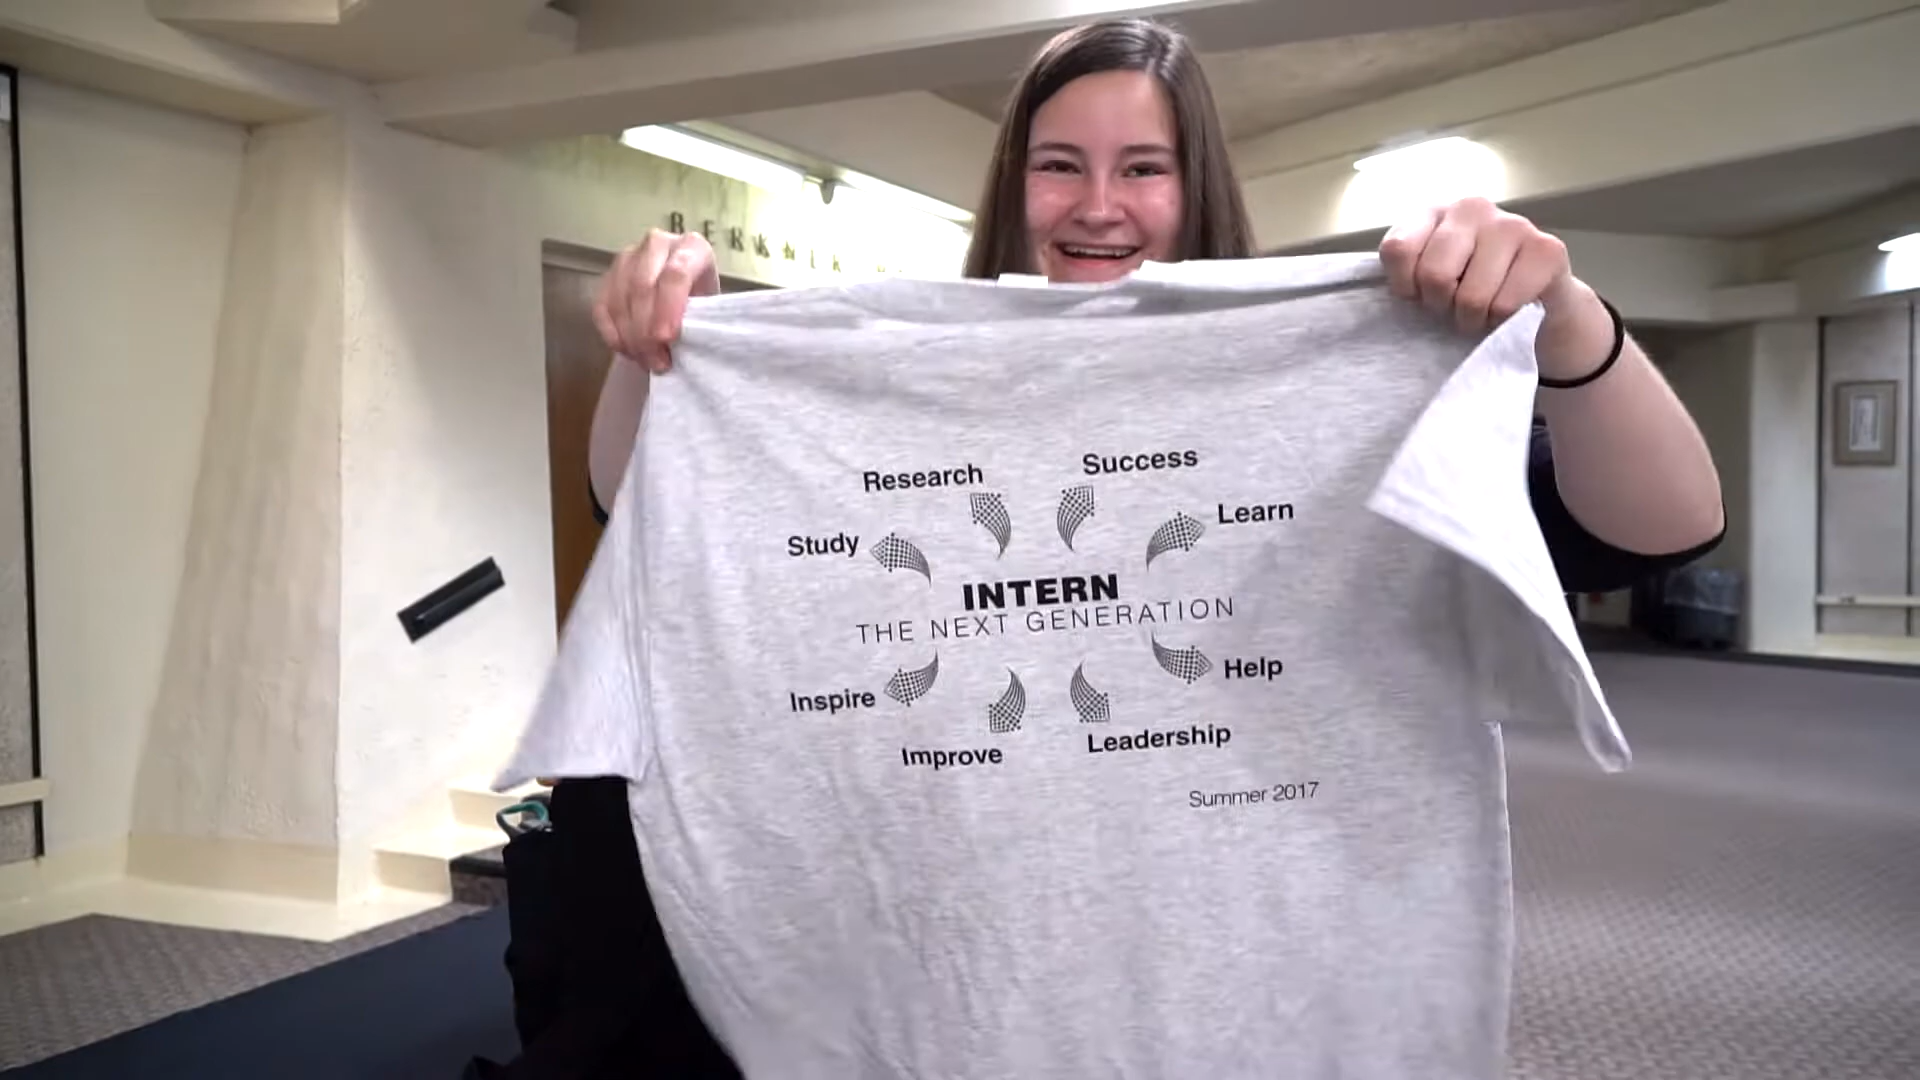 Research
Success
Study
Learn
INTERN
THE NEXT GENERATION
Inspire
Help
Improve
Leadership
Summer 2017